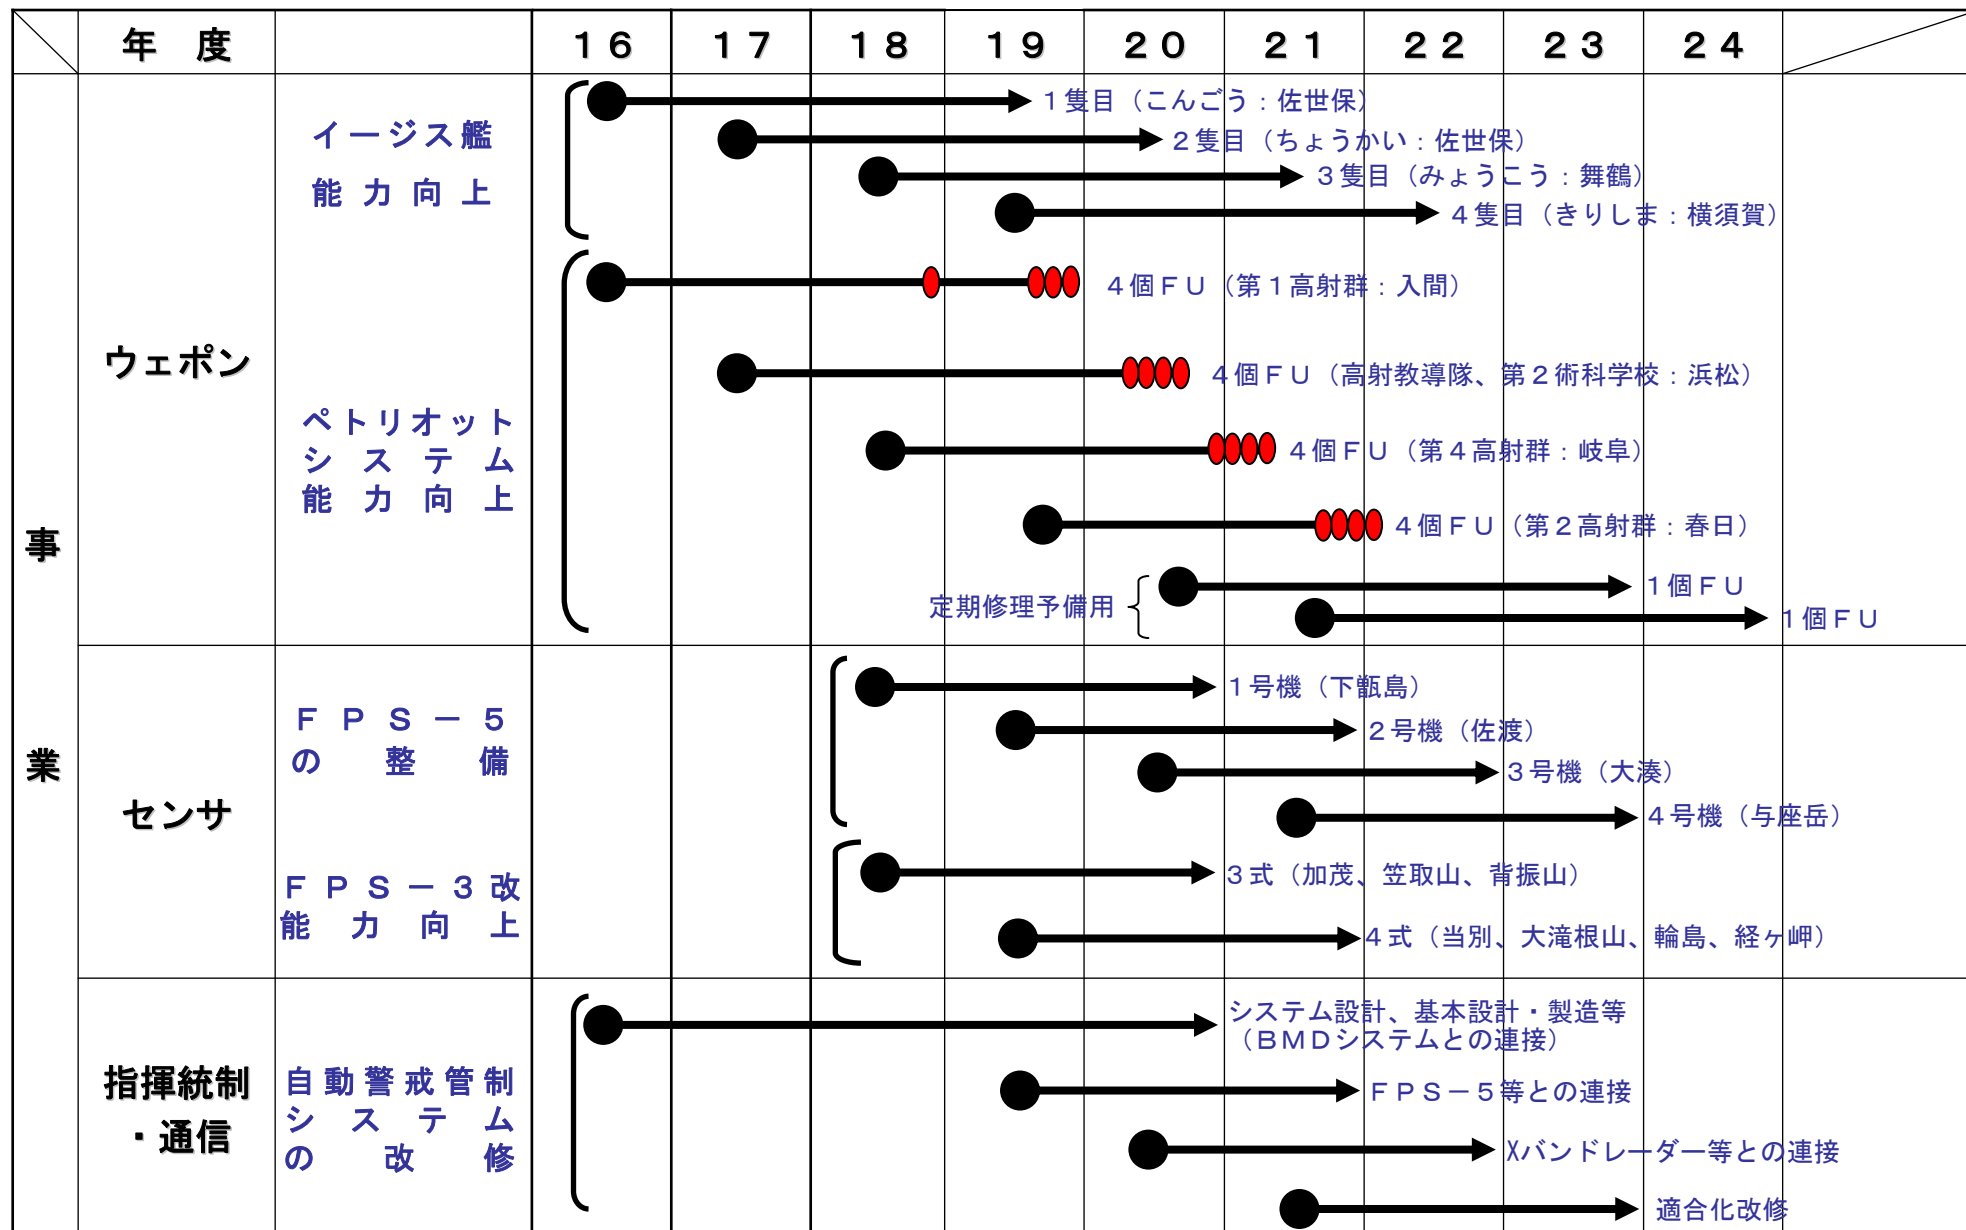 年　度
１６　１７　１８　１９　２０　２１　２２　２３　２４
事
業
ウェポン
イージス艦
能力向上
１隻目（こんごう：佐世保）
２隻目（ちょうかい：佐世保）
３隻目（みょうこう：舞鶴）
４隻目（きりしま：横須賀）
ペトリオット
システム
能力向上
４個ＦＵ（第１高射群：入間）
４個ＦＵ（高射教導隊、第２術科学校：浜松）
４個ＦＵ（第４高射群：岐阜）
４個ＦＵ（第２高射群：春日）
定期修理予備用
１個ＦＵ
１個ＦＵ
センサ
ＦＰＳ－５
の整備
１号機（下甑島）
２号機（佐渡）
３号機（大湊）
４号機（与座岳）
ＦＰＳ－３改
能力向上
３式（加茂、笠取山、背振山）
４式（当別、大滝根山、輪島、経ヶ岬）
指揮統制
・通信
自動警戒管制
システム
の改修
システム設計、基本設計・製造等
（ＢＭＤシステムとの連接）
ＦＰＳ－５等との連接
Xバンドレーダー等との連接
適合化改修